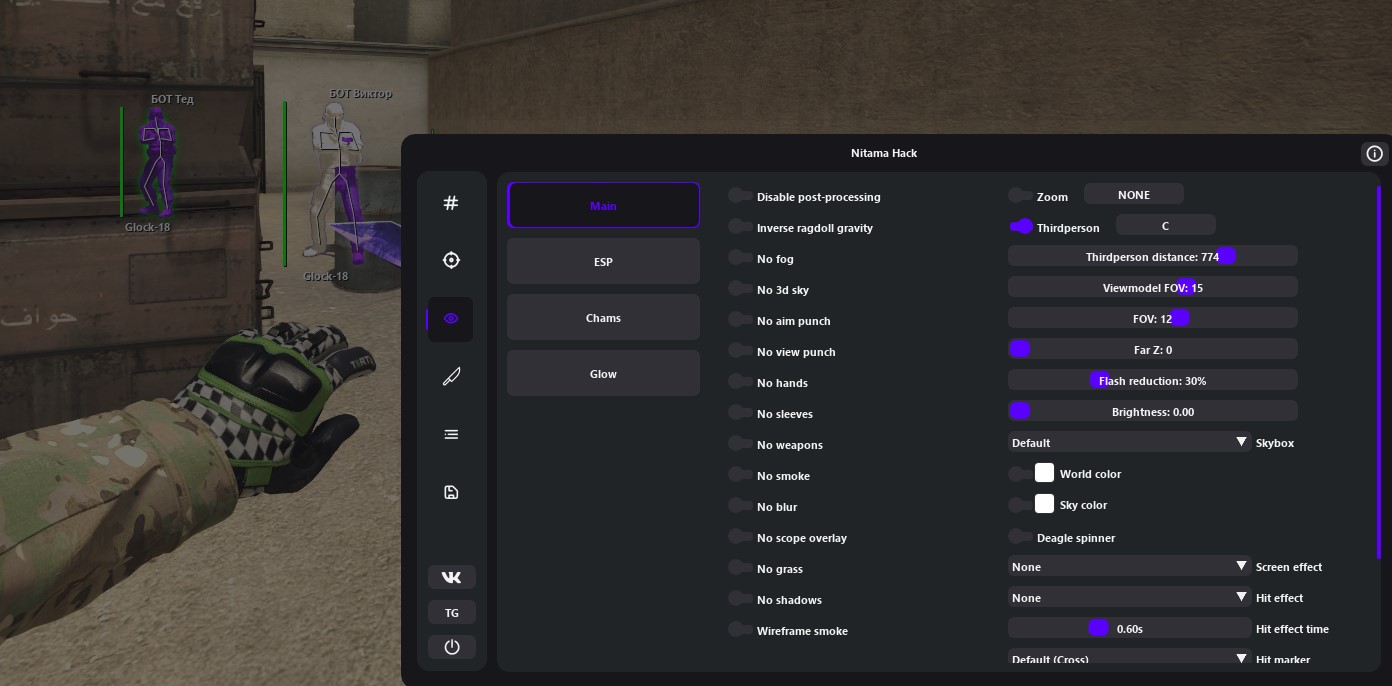 БОТ Тед
БОТ Виктор
Glock-18
Glock-18
حواف
Nitama Hack
VK
TG
Main
ESP
Chams
Glow
Disable post-processing
Inverse ragdoll gravity
No fog
No 3d sky
No aim punch
No view punch
No hands
No sleeves
No weapons
No smoke
No blur
No scope overlay
No grass
No shadows
Wireframe smoke
Zoom NONE
Thirdperson C
Thirdperson distance: 774
Viewmodel FOV: 15
FOV: 12
Far Z: 0
Flash reduction: 30%
Brightness: 0.00
Default Skybox
World color
Sky color
Deagle spinner
None Screen effect
None Hit effect
0.60s Hit effect time
Default (Cross) Hit marker